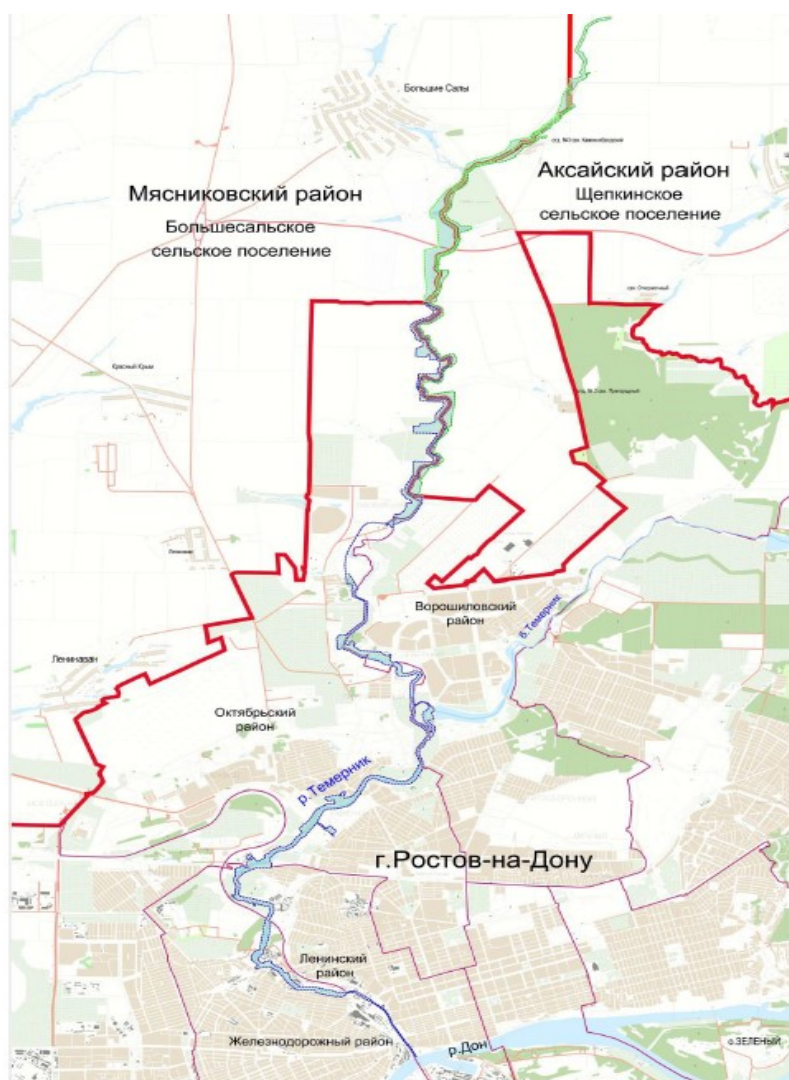 Большие Салы
Аксайский район
Щепкинское
сельское поселение
Мясниковский район
Большесальское
сельское поселение
Красный Крым
Ворошиловский
район
б.Темерник
Ленинаван
Октябрьский
район
р.Темерник
г.Ростов-на-Дону
Ленинский
район
Железнодорожный район
р.Дон
о.ЗЕЛЕНЫЙ